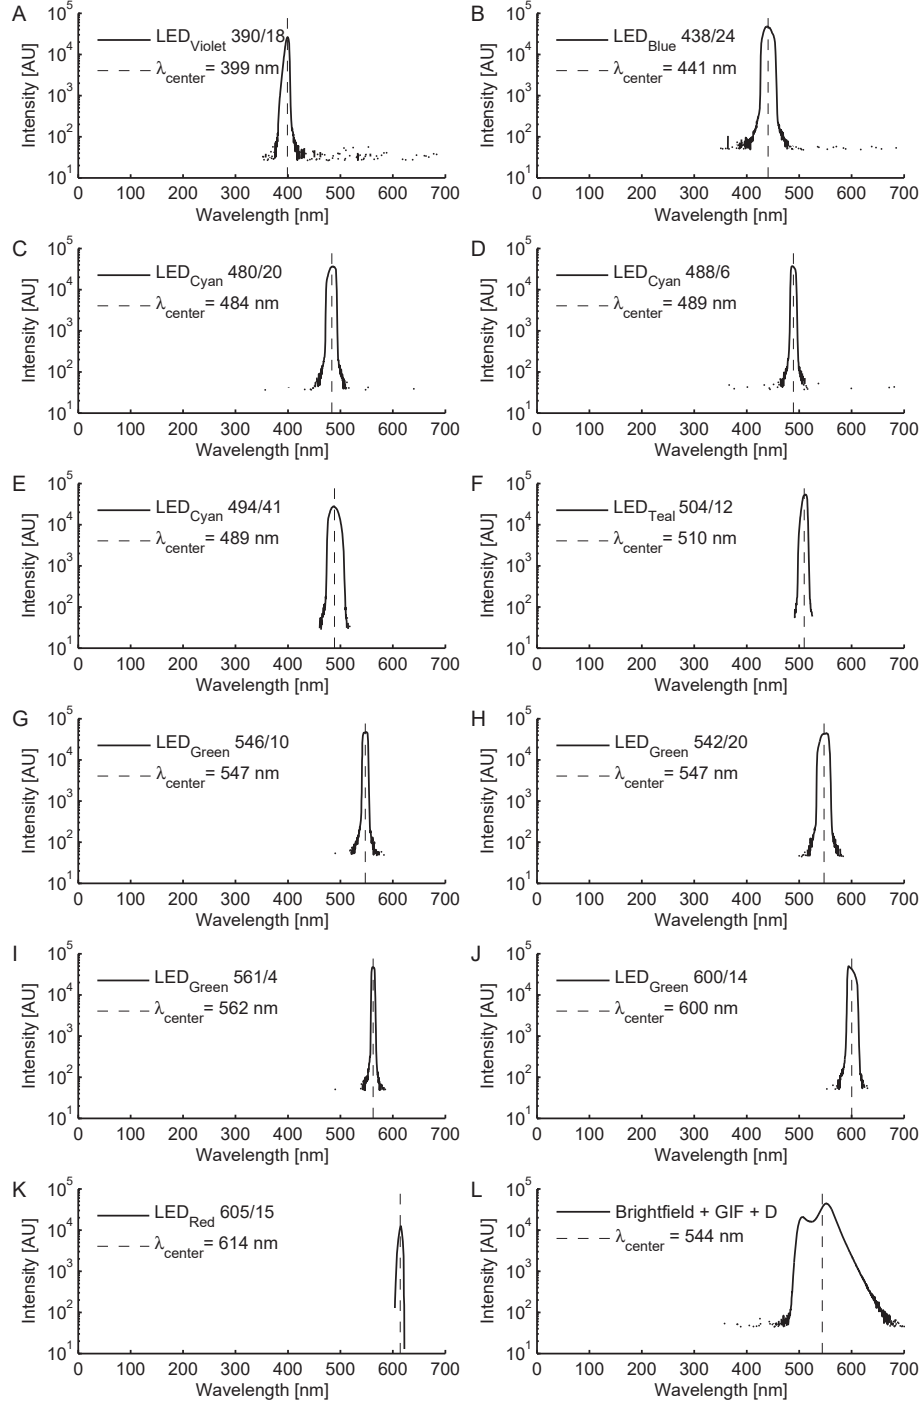 A
LED_Violet 390/18
λ_center= 399 nm
Intensity [AU]
10^5
10^4
10^3
10^2
10^1
0 100 200 300 400 500 600 700
Wavelength [nm]
B
LED_Blue 438/24
λ_center= 441 nm
Intensity [AU]
10^5
10^4
10^3
10^2
10^1
0 100 200 300 400 500 600 700
Wavelength [nm]
C
LED_Cyan 480/20
λ_center= 484 nm
Intensity [AU]
10^5
10^4
10^3
10^2
10^1
0 100 200 300 400 500 600 700
Wavelength [nm]
D
LED_Cyan 488/6
λ_center= 489 nm
Intensity [AU]
10^5
10^4
10^3
10^2
10^1
0 100 200 300 400 500 600 700
Wavelength [nm]
E
LED_Cyan 494/41
λ_center= 489 nm
Intensity [AU]
10^5
10^4
10^3
10^2
10^1
0 100 200 300 400 500 600 700
Wavelength [nm]
F
LED_Teal 504/12
λ_center= 510 nm
Intensity [AU]
10^5
10^4
10^3
10^2
10^1
0 100 200 300 400 500 600 700
Wavelength [nm]
G
LED_Green 546/10
λ_center= 547 nm
Intensity [AU]
10^5
10^4
10^3
10^2
10^1
0 100 200 300 400 500 600 700
Wavelength [nm]
H
LED_Green 542/20
λ_center= 547 nm
Intensity [AU]
10^5
10^4
10^3
10^2
10^1
0 100 200 300 400 500 600 700
Wavelength [nm]
I
LED_Green 561/4
λ_center= 562 nm
Intensity [AU]
10^5
10^4
10^3
10^2
10^1
0 100 200 300 400 500 600 700
Wavelength [nm]
J
LED_Green 600/14
λ_center= 600 nm
Intensity [AU]
10^5
10^4
10^3
10^2
10^1
0 100 200 300 400 500 600 700
Wavelength [nm]
K
LED_Red 605/15
λ_center= 614 nm
Intensity [AU]
10^5
10^4
10^3
10^2
10^1
0 100 200 300 400 500 600 700
Wavelength [nm]
L
Brightfield + GIF + D
λ_center = 544 nm
Intensity [AU]
10^5
10^4
10^3
10^2
10^1
0 100 200 300 400 500 600 700
Wavelength [nm]